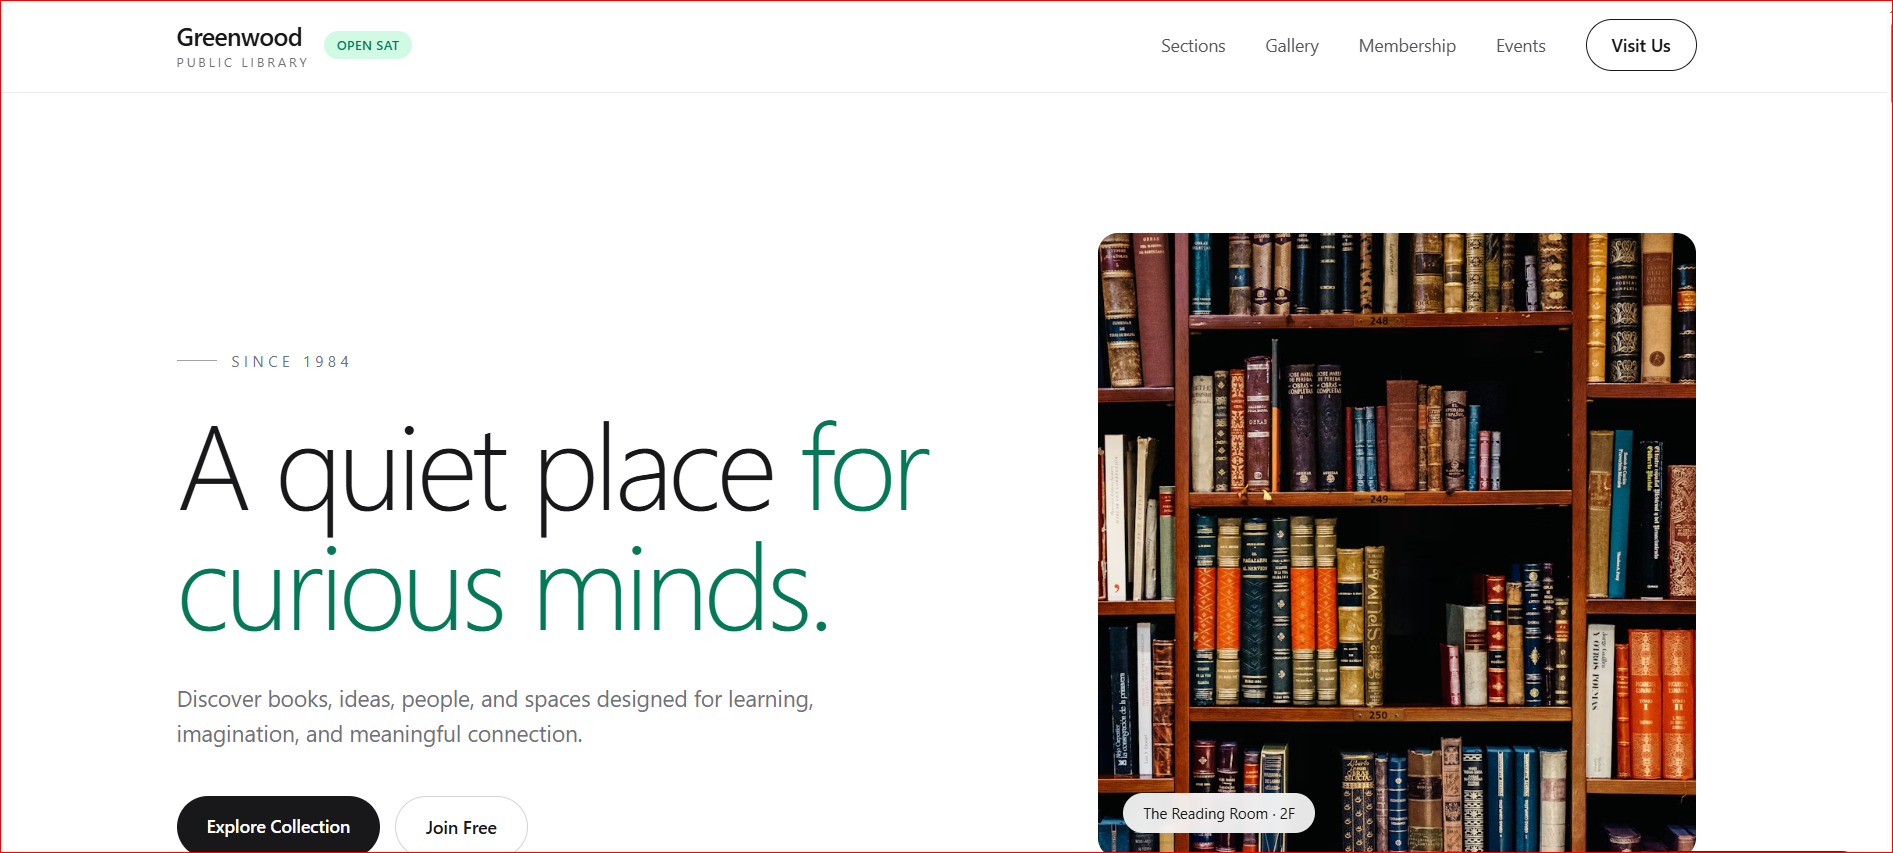 Greenwood
PUBLIC LIBRARY
OPEN SAT
Sections
Gallery
Membership
Events
Visit Us
SINCE 1984
A quiet place for
curious minds.
Discover books, ideas, people, and spaces designed for learning,
imagination, and meaningful connection.
Explore Collection
Join Free
248
249
250
The Reading Room · 2F